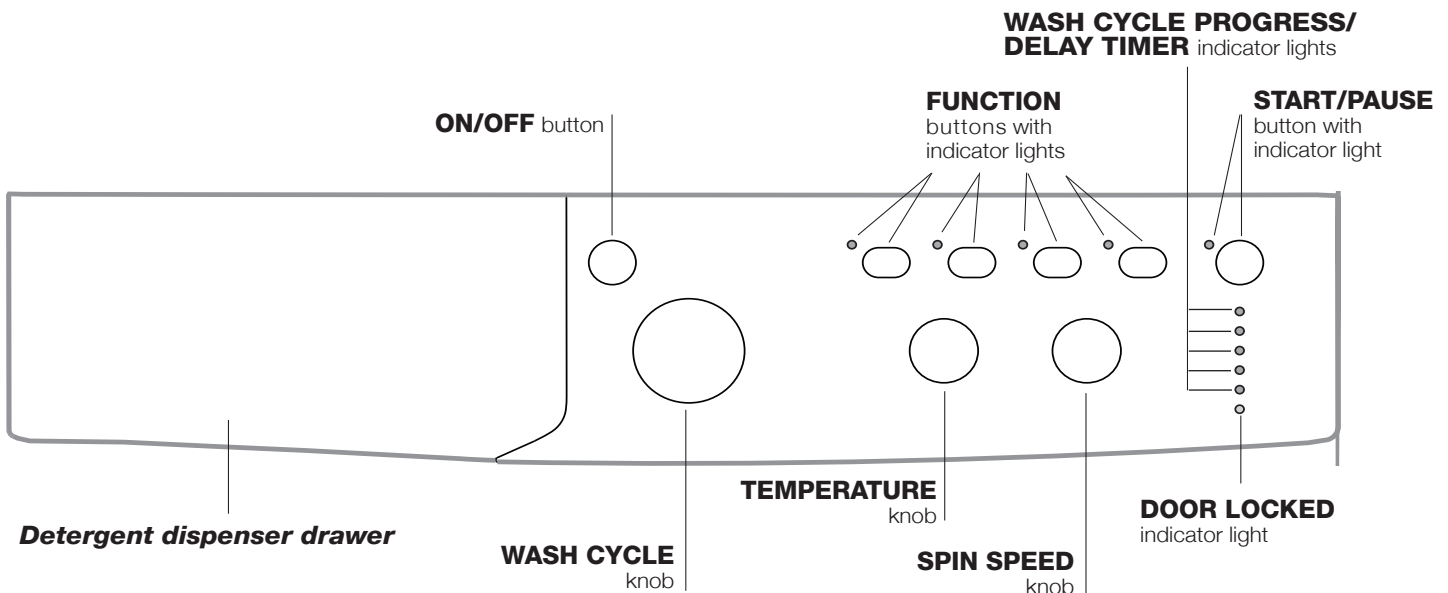 WASH CYCLE PROGRESS/
DELAY TIMER indicator lights
FUNCTION
buttons with
indicator lights
START/PAUSE
button with
indicator light
ON/OFF button
TEMPERATURE
knob
DOOR LOCKED
indicator light
Detergent dispenser drawer
WASH CYCLE
knob
SPIN SPEED
knob